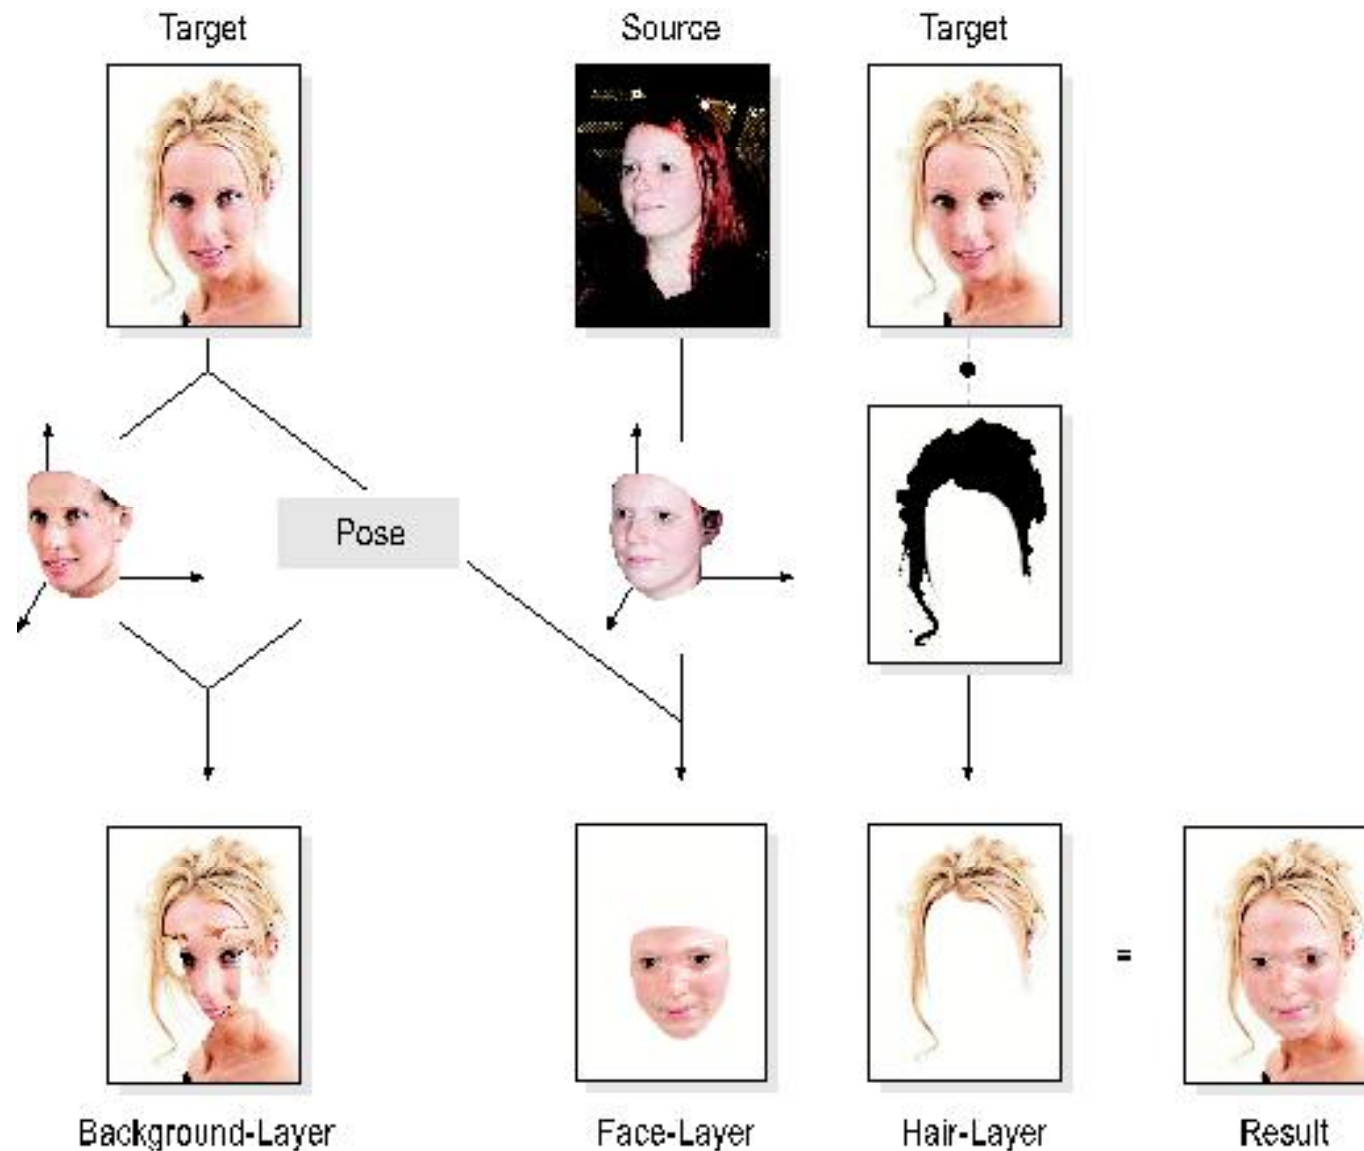 Target
Source
Target
Pose
=
Background-Layer
Face-Layer
Hair-Layer
Result